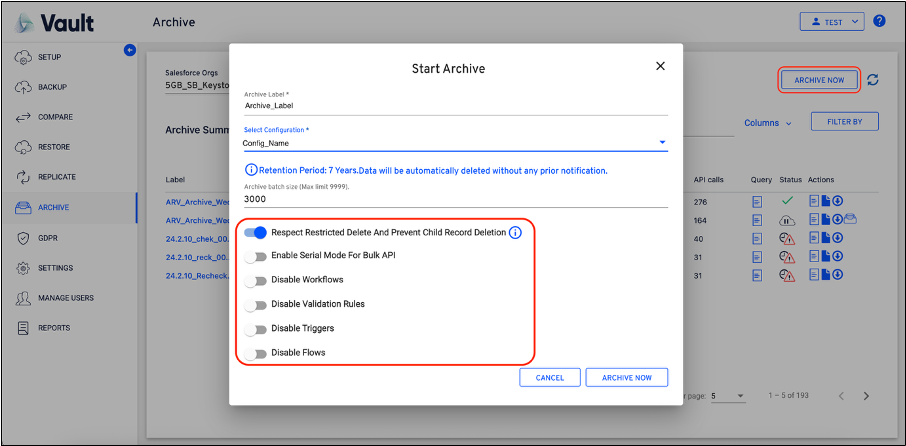 Vault
Archive
TEST
?
SETUP
BACKUP
COMPARE
RESTORE
REPLICATE
ARCHIVE
GDPR
SETTINGS
MANAGE USERS
REPORTS
Salesforce Orgs
5GB_SB_Keysto
ARCHIVE NOW
Archive Summ
Columns
FILTER BY
Label
API calls
Query
Status
Actions
ARV_Archive_Wed
276
ARV_Archive_Wed
164
24.2.10_chek_00.
40
24.2.10_reck_00.
31
24.2.10_Recheck.
31
r page:
5
1 – 5 of 193
Start Archive
Archive Label *
Archive_Label
Select Configuration *
Config_Name
Retention Period: 7 Years.Data will be automatically deleted without any prior notification.
Archive batch size (Max limit 9999).
3000
Respect Restricted Delete And Prevent Child Record Deletion
Enable Serial Mode For Bulk API
Disable Workflows
Disable Validation Rules
Disable Triggers
Disable Flows
CANCEL
ARCHIVE NOW